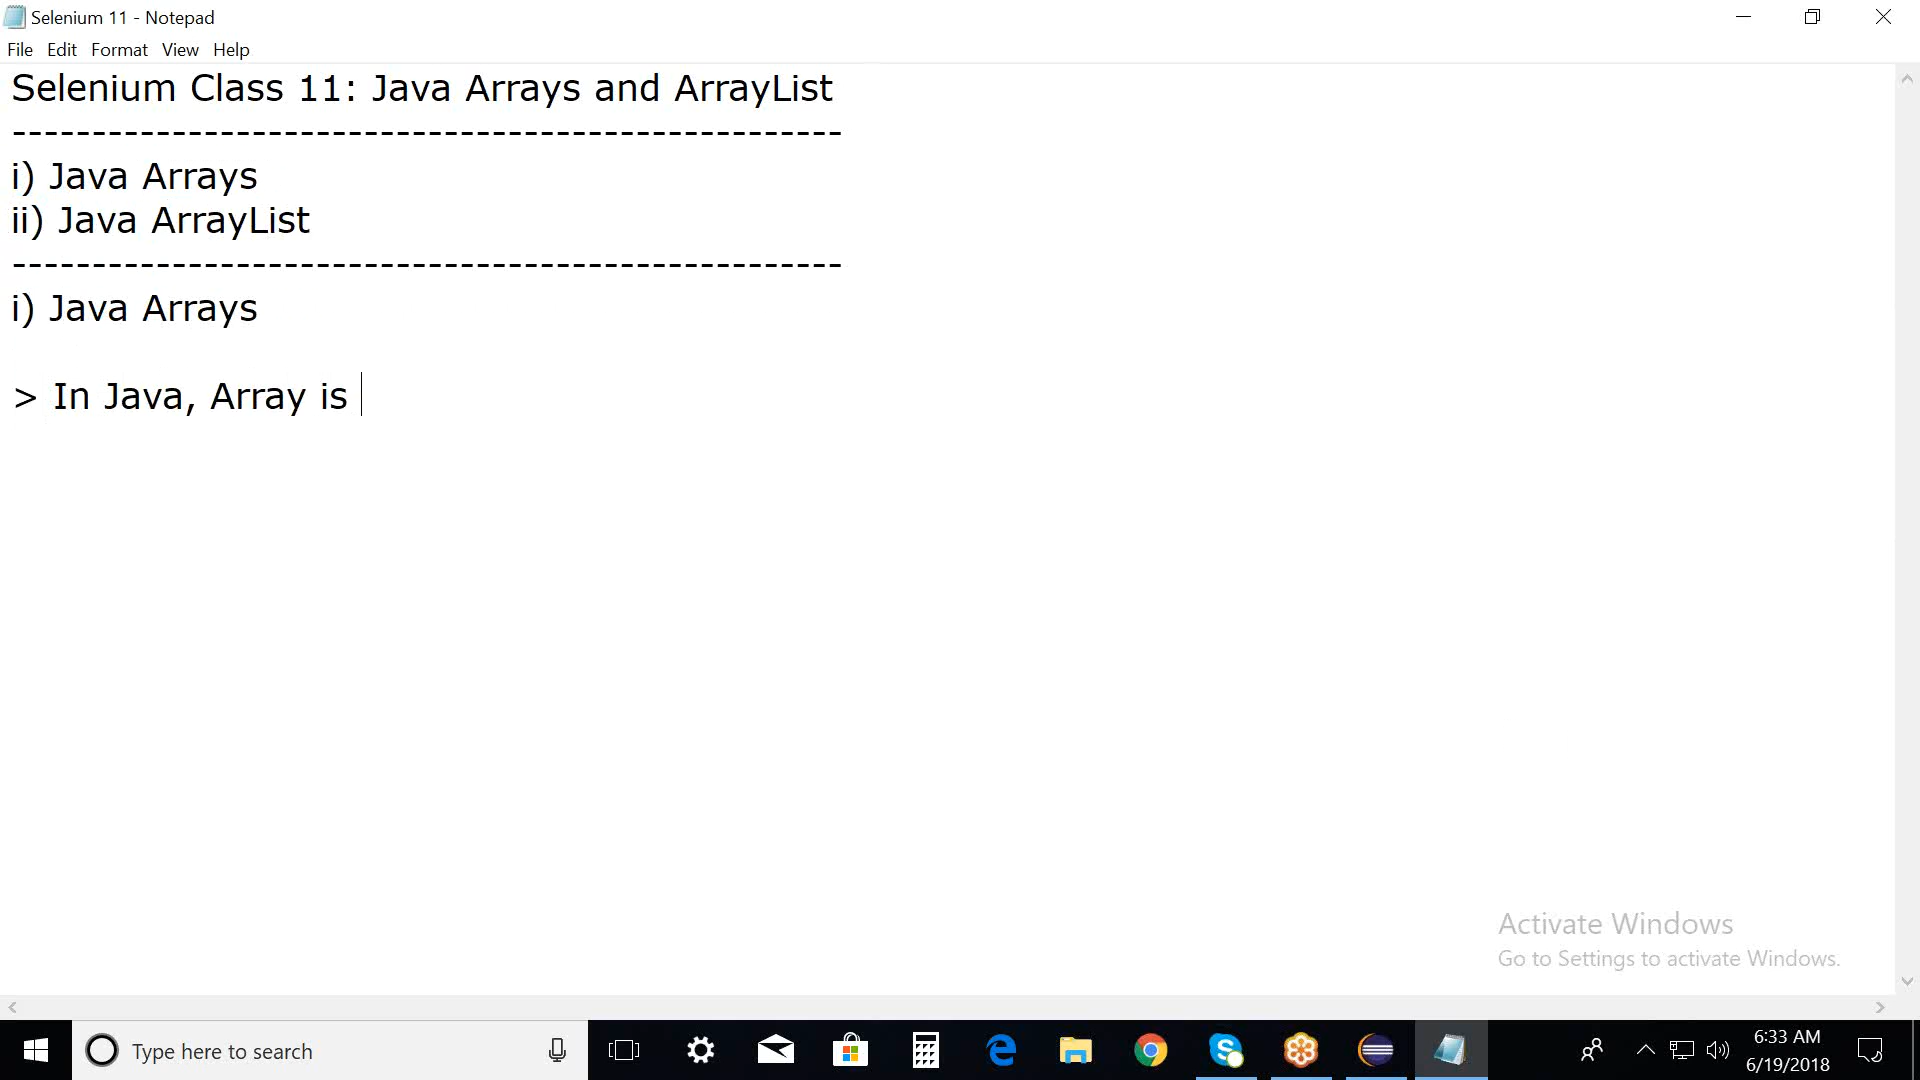 Selenium 11 - Notepad
File Edit Format View Help
Selenium Class 11: Java Arrays and ArrayList
----------------------------------------------------
i) Java Arrays
ii) Java ArrayList
----------------------------------------------------
i) Java Arrays
> In Java, Array is
Activate Windows
Go to Settings to activate Windows.
Type here to search
6:33 AM
6/19/2018